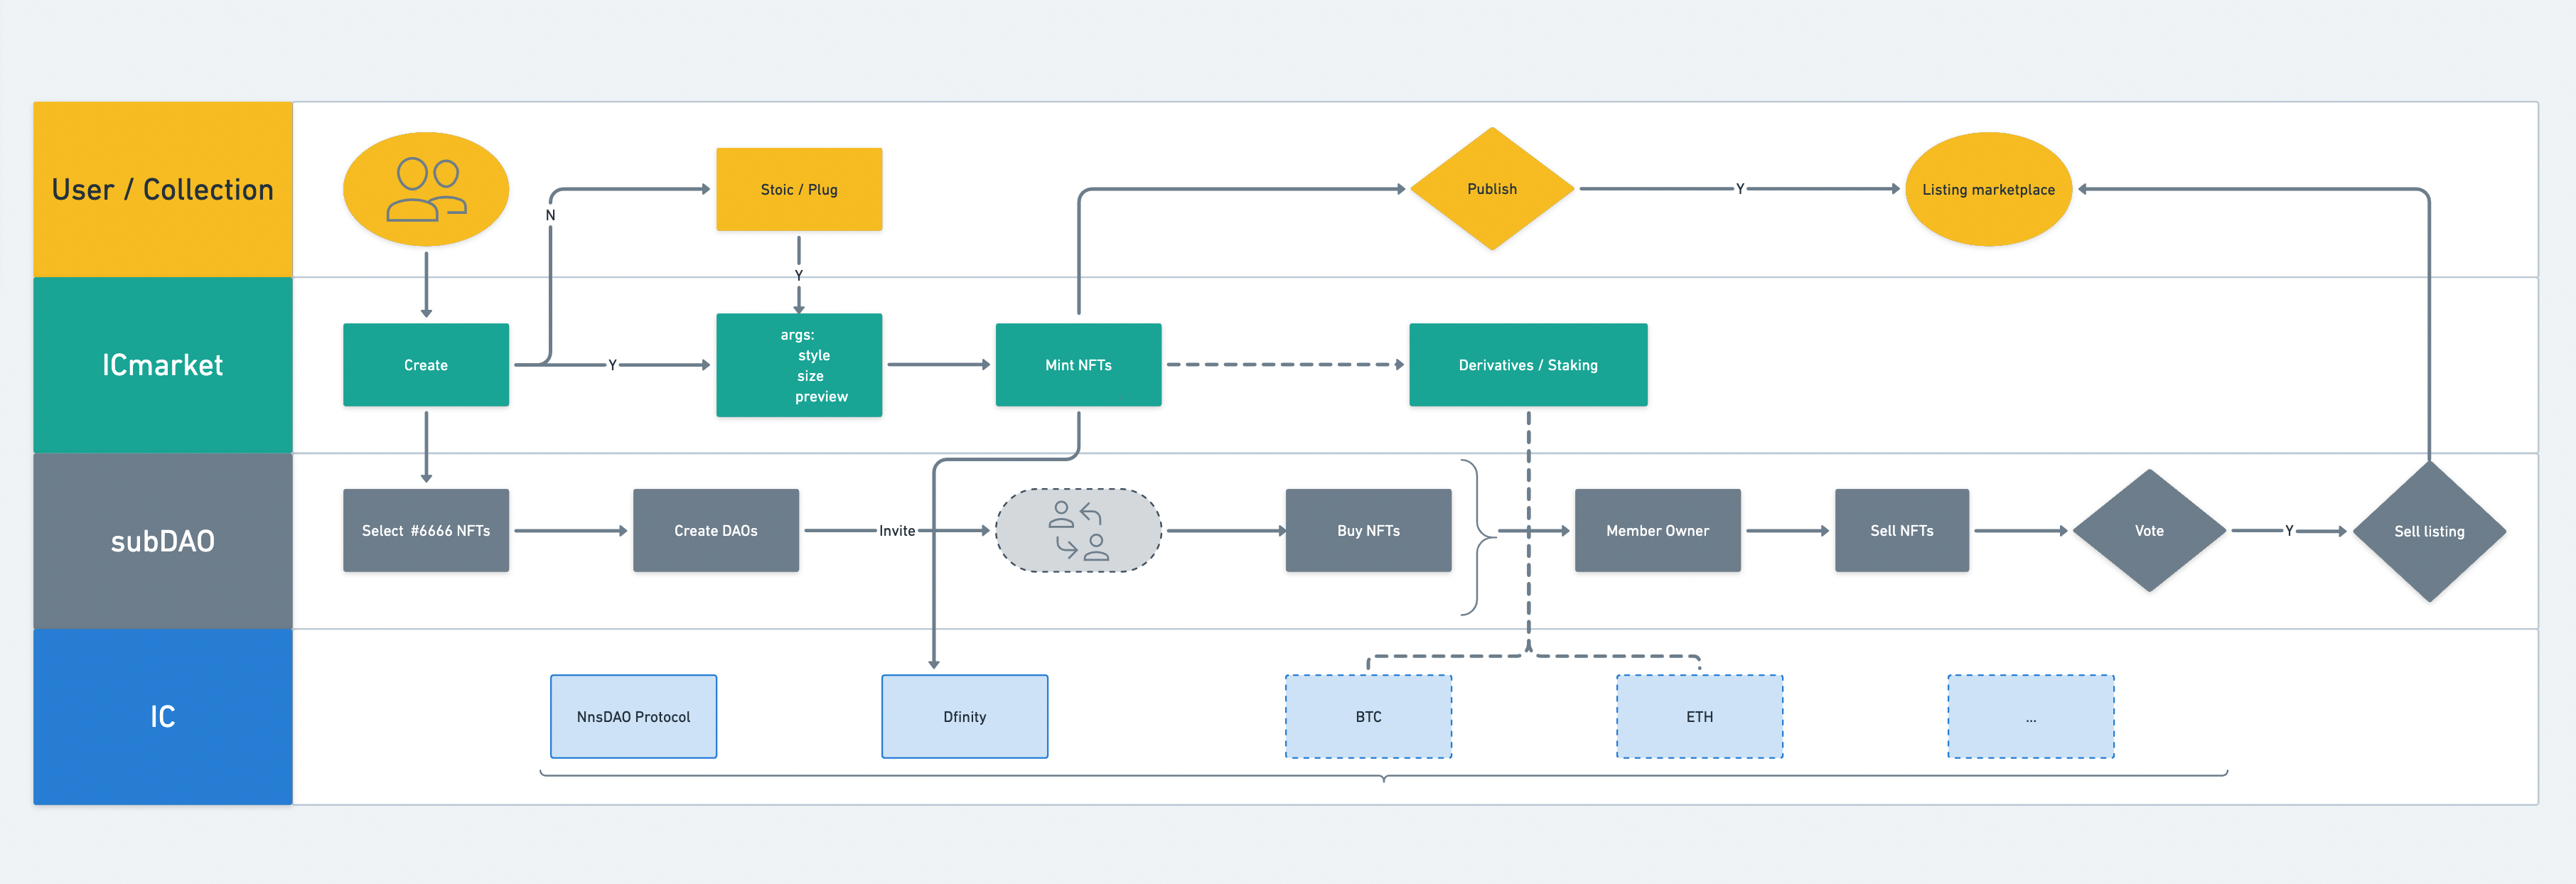 User / Collection
N
Stoic / Plug
Publish
Y
Listing marketplace
Y
ICmarket
Create
Y
args:
style
size
preview
Mint NFTs
Derivatives / Staking
subDAO
Select #6666 NFTs
Create DAOs
Invite
Buy NFTs
Member Owner
Sell NFTs
Vote
Y
Sell listing
IC
NnsDAO Protocol
Dfinity
BTC
ETH
...